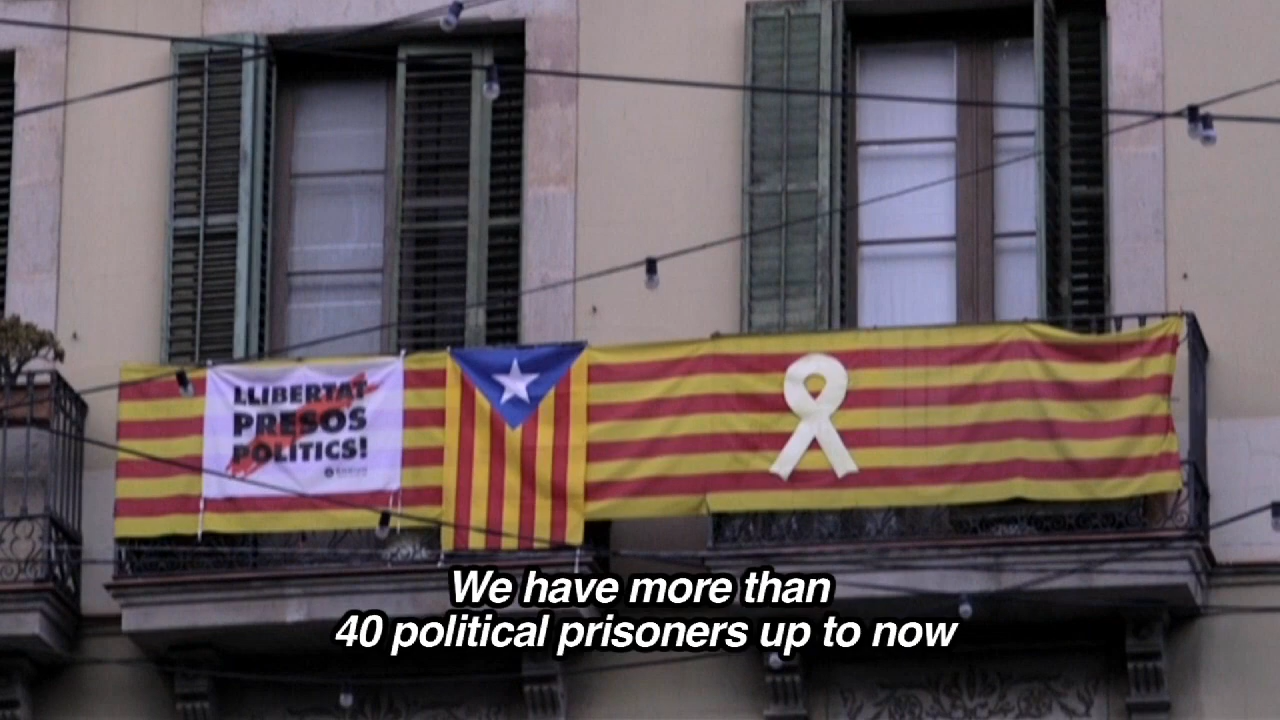 LLIBERTAT
PRESOS
POLÍTICS!
We have more than
40 political prisoners up to now